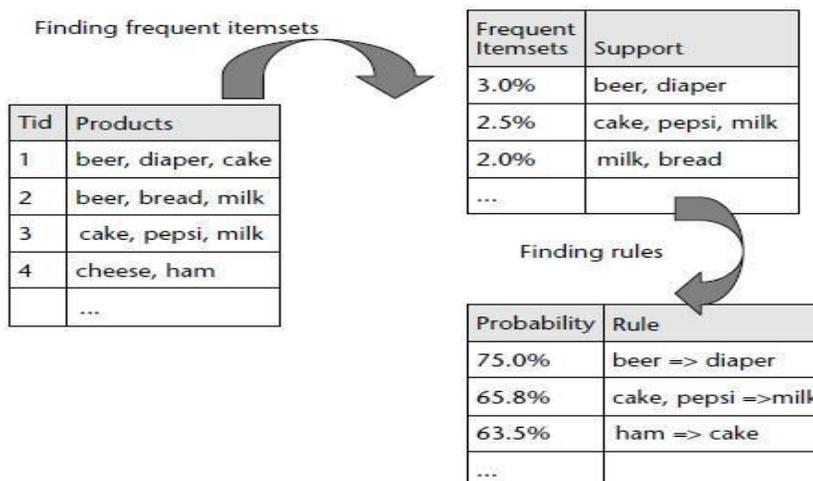 Finding frequent itemsets
Tid Products
1 beer, diaper, cake
2 beer, bread, milk
3 cake, pepsi, milk
4 cheese, ham
...
Frequent
Itemsets Support
3.0% beer, diaper
2.5% cake, pepsi, milk
2.0% milk, bread
...
Finding rules
Probability Rule
75.0% beer => diaper
65.8% cake, pepsi =>milk
63.5% ham => cake
...